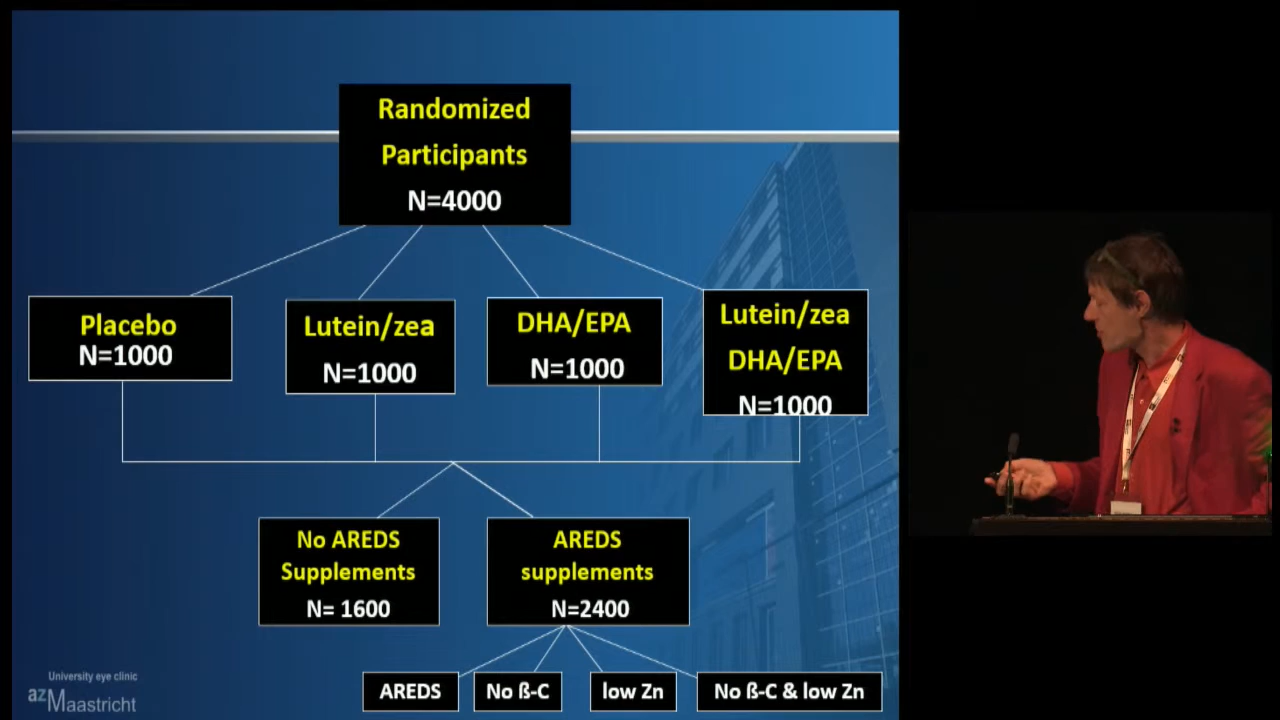 Randomized
Participants
N=4000
Placebo
N=1000
Lutein/zea
N=1000
DHA/EPA
N=1000
Lutein/zea
DHA/EPA
N=1000
No AREDS
Supplements
N= 1600
AREDS
supplements
N=2400
AREDS
No ß-C
low Zn
No ß-C & low Zn
University eye clinic
azMaastricht